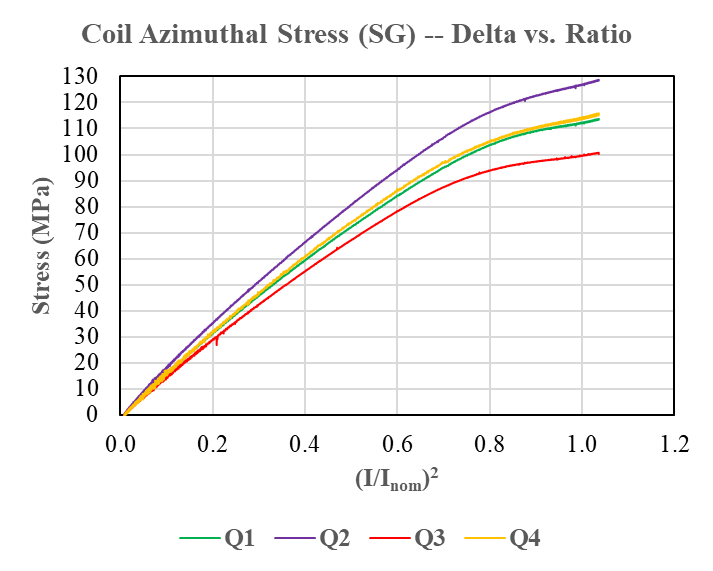 Coil Azimuthal Stress (SG) -- Delta vs. Ratio
130
120
110
100
90
80
70
60
50
40
30
20
10
0
Stress (MPa)
0.0 0.2 0.4 0.6 0.8 1.0 1.2
(I/Inom)²
Q1 Q2 Q3 Q4